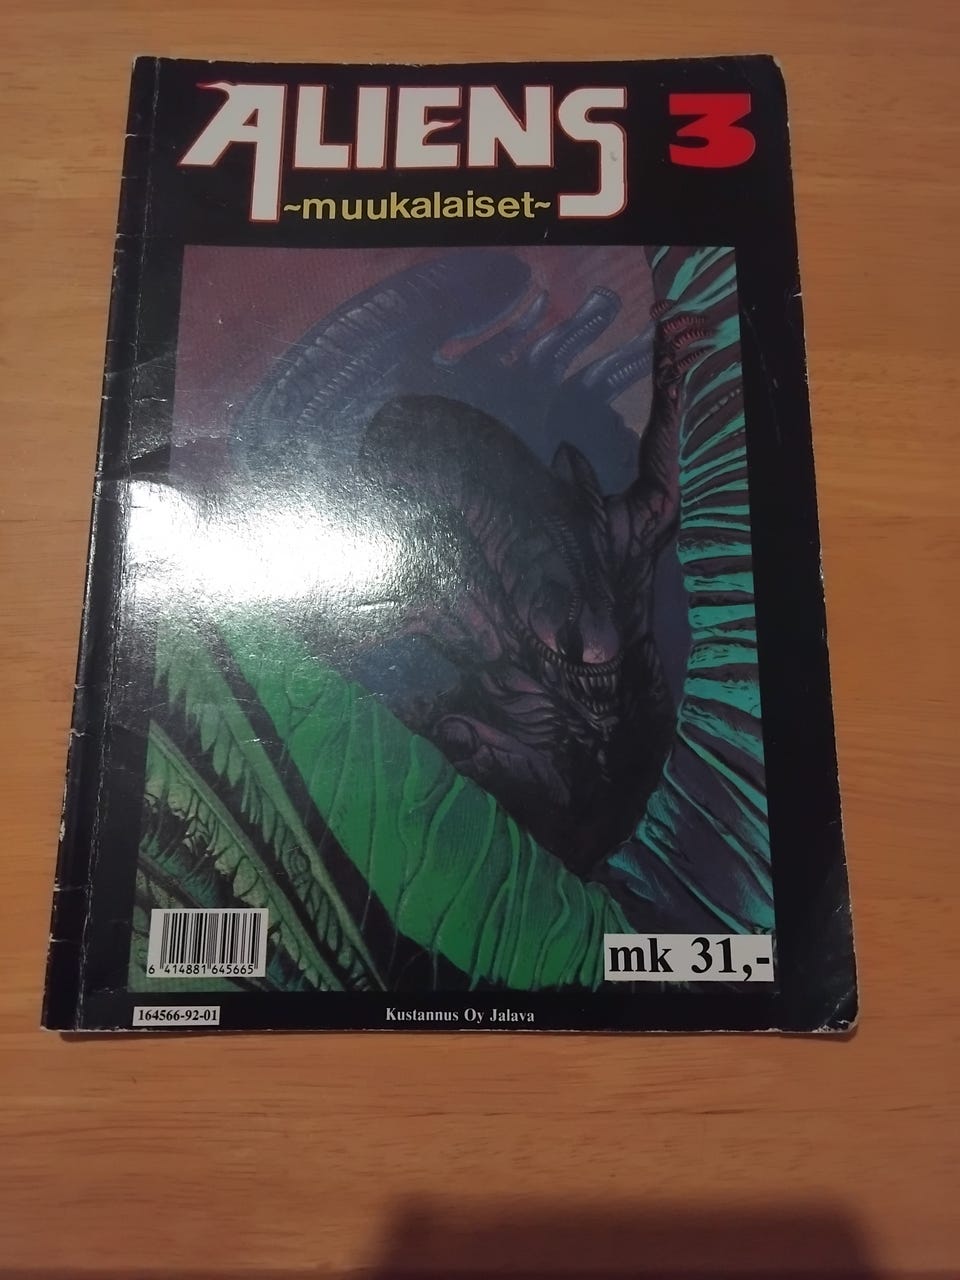 ALIENS 3
~muukalaiset~
6 414881 645665
mk 31,-
164566-92-01
Kustannus Oy Jalava